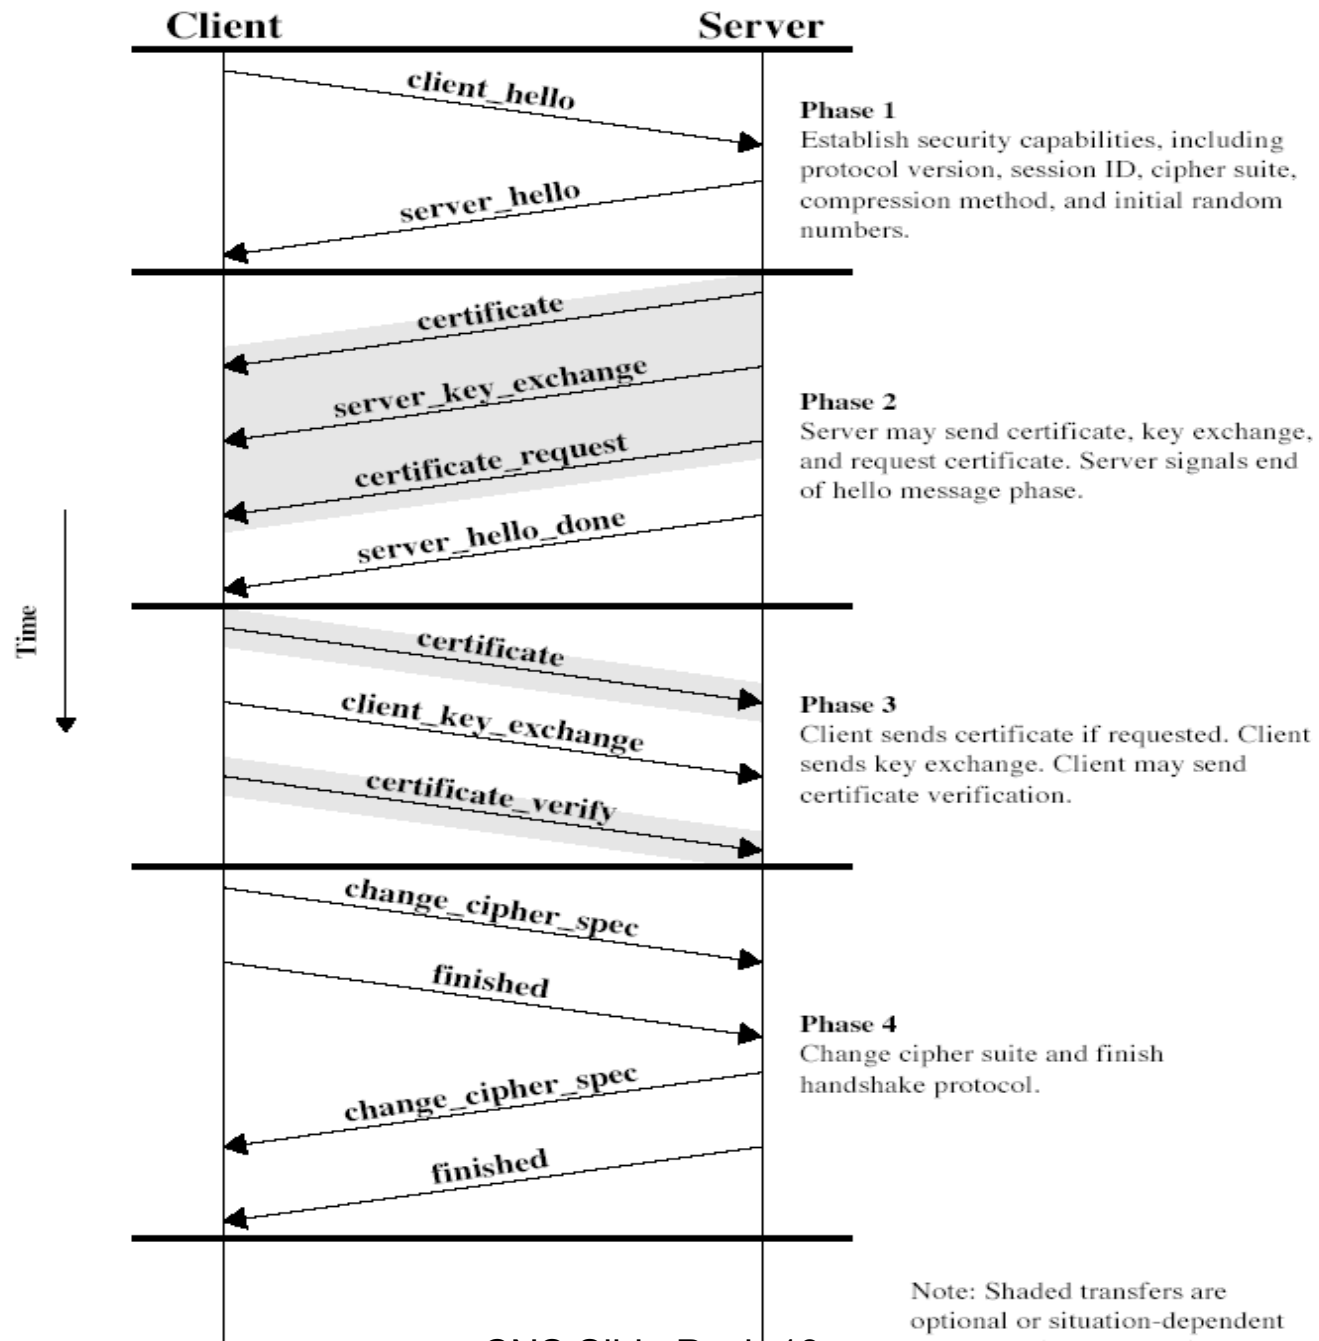 Client
Server
client_hello
server_hello
Phase 1
Establish security capabilities, including
protocol version, session ID, cipher suite,
compression method, and initial random
numbers.
certificate
server_key_exchange
certificate_request
server_hello_done
Phase 2
Server may send certificate, key exchange,
and request certificate. Server signals end
of hello message phase.
Time
certificate
client_key_exchange
certificate_verify
Phase 3
Client sends certificate if requested. Client
sends key exchange. Client may send
certificate verification.
change_cipher_spec
finished
change_cipher_spec
finished
Phase 4
Change cipher suite and finish
handshake protocol.
Note: Shaded transfers are
optional or situation-dependent